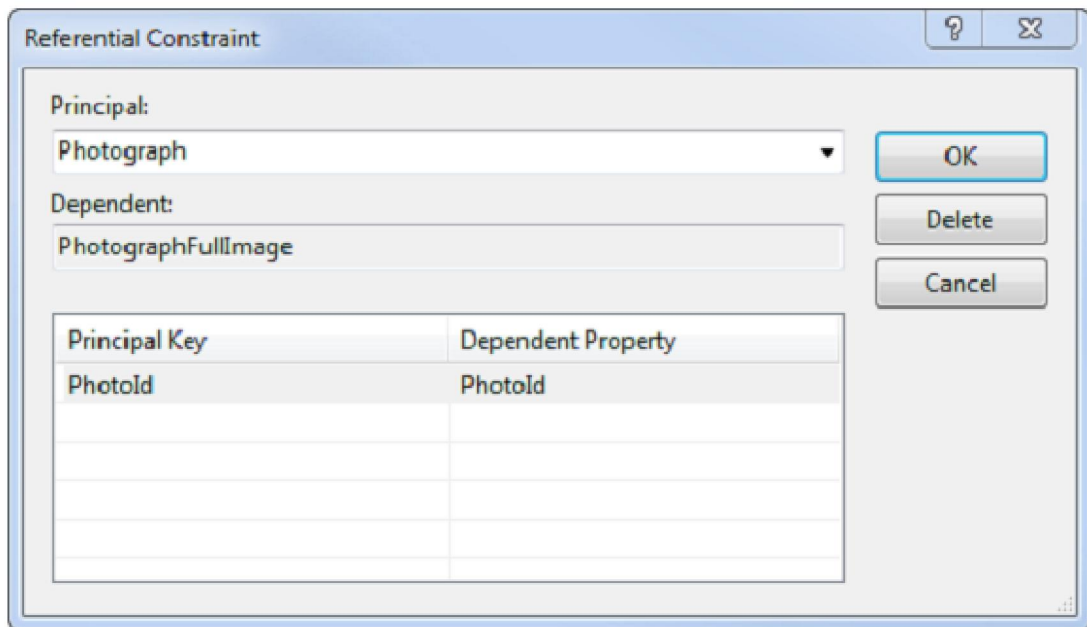 Referential Constraint
Principal:
Photograph
OK
Dependent:
Delete
PhotographFullImage
Cancel
Principal Key Dependent Property
PhotoId PhotoId